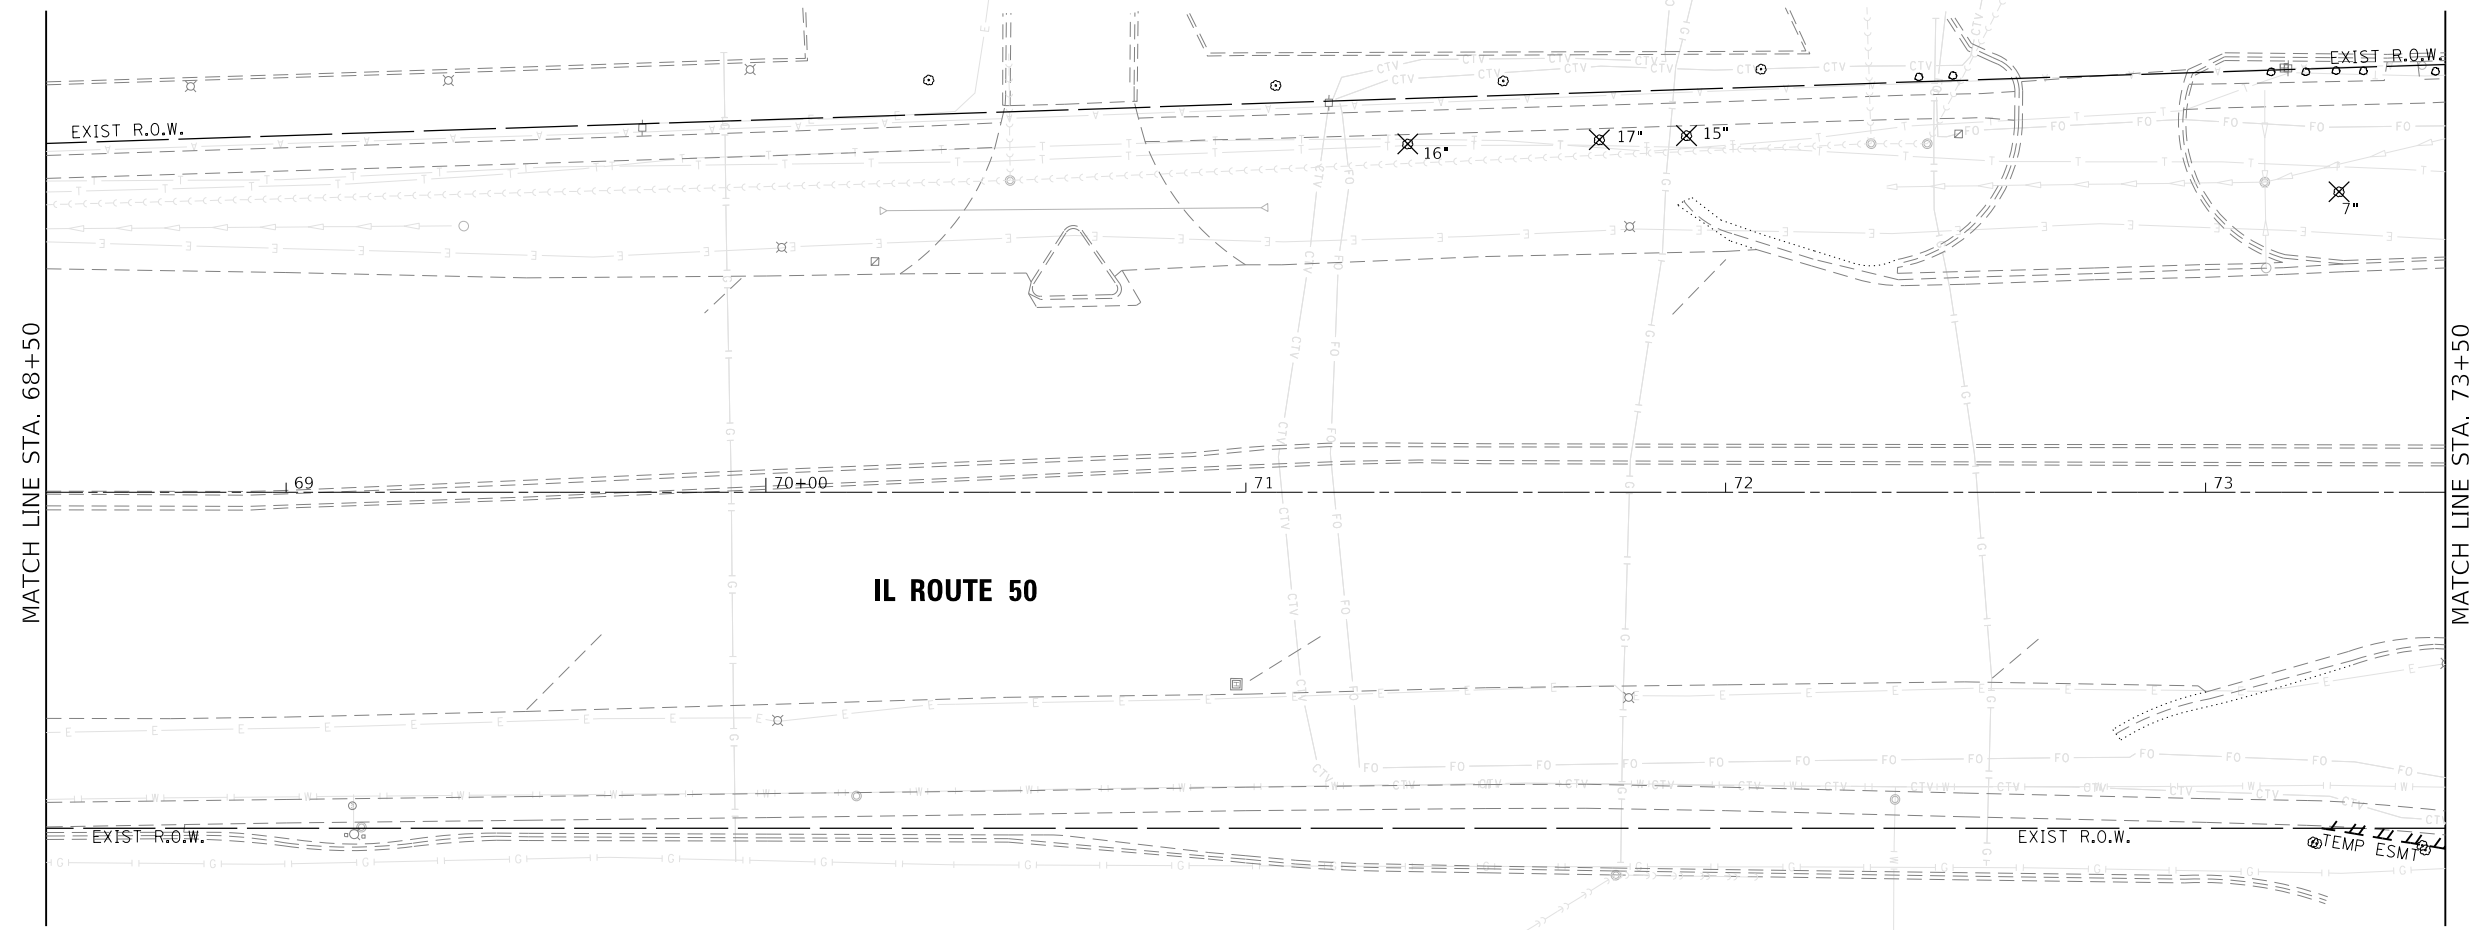 EXIST R.O.W.
EXIST R.O.W.
16"
17"
15"
7"
MATCH LINE STA. 68+50
MATCH LINE STA. 73+50
69
70+00
71
72
73
IL ROUTE 50
EXIST R.O.W.
EXIST R.O.W.
TEMP ESMT